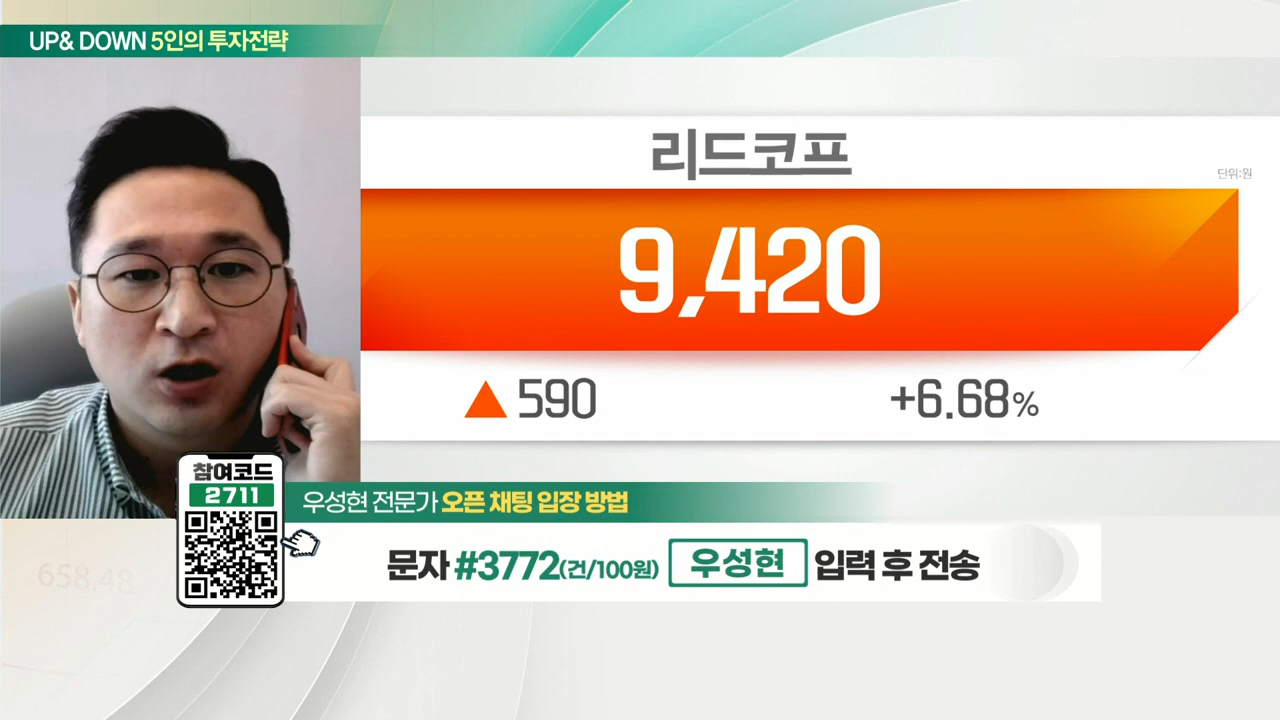 UP& DOWN 5인의 투자전략
리드코프
단위:원
9,420
▲ 590 +6.68%
참여코드
2711
우성현 전문가 오픈 채팅 입장 방법
문자 #3772(건/100원) 우성현 입력 후 전송
658.48